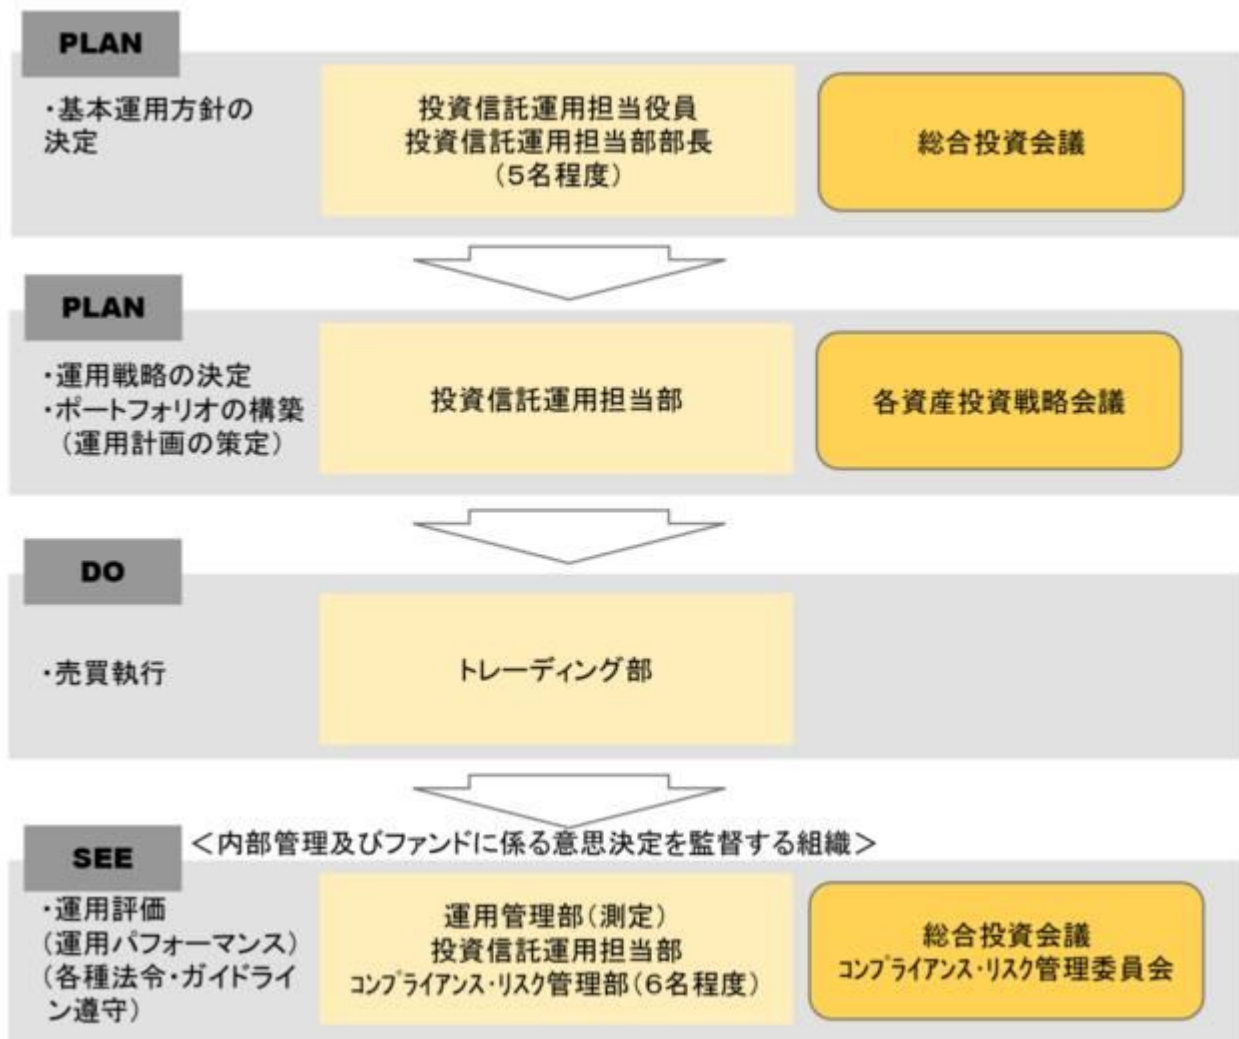 PLAN
・基本運用方針の
決定
投資信託運用担当役員
投資信託運用担当部部長
(5名程度)
総合投資会議
PLAN
・運用戦略の決定
・ポートフォリオの構築
(運用計画の策定)
投資信託運用担当部
各資産投資戦略会議
DO
・売買執行
トレーディング部
SEE
＜内部管理及びファンドに係る意思決定を監督する組織＞
・運用評価
(運用パフォーマンス)
(各種法令・ガイドライ
ン遵守)
運用管理部(測定)
投資信託運用担当部
ｺﾝﾌﾟﾗｲｱﾝｽ・ﾘｽｸ管理部(6名程度)
総合投資会議
ｺﾝﾌﾟﾗｲｱﾝｽ・ﾘｽｸ管理委員会